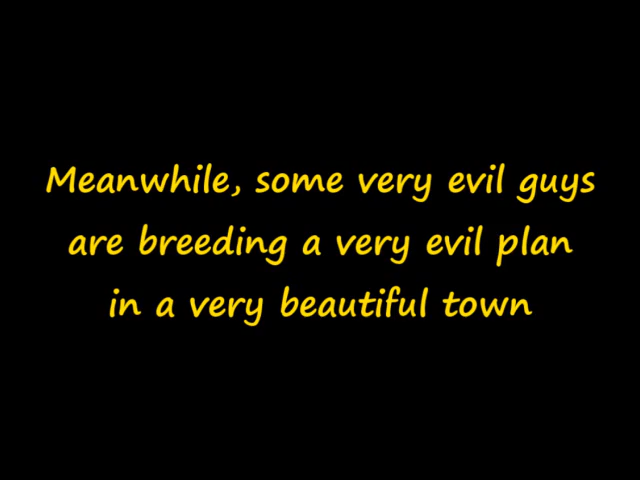 Meanwhile, some very evil guys
are breeding a very evil plan
in a very beautiful town